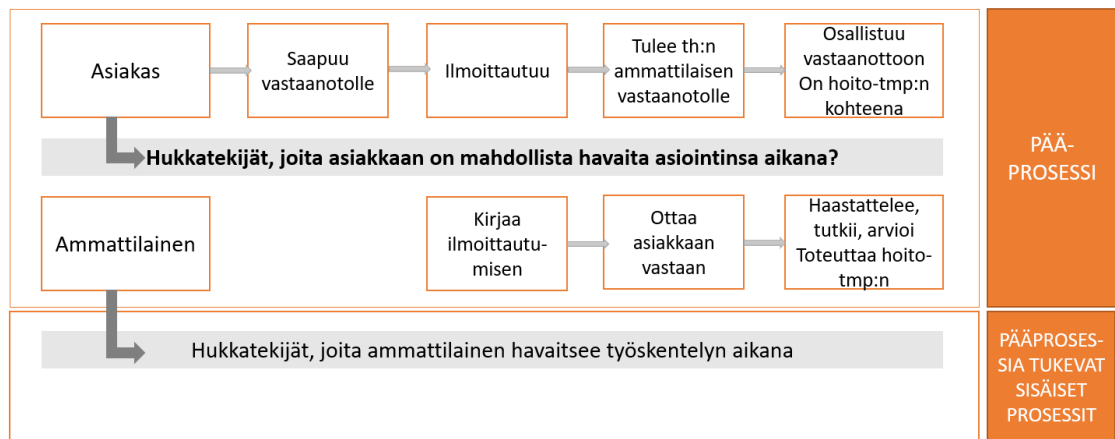 Asiakas
Saapuu
vastaanotolle
Ilmoittautuu
Tulee th:n
ammattilaisen
vastaanotolle
Osallistuu
vastaanottoon
On hoito-tmp:n
kohteena
PÄÄ-
PROSESSI
Hukkatekijät, joita asiakkaan on mahdollista havaita asiointinsa aikana?
Ammattilainen
Kirjaa
ilmoittautu-
misen
Ottaa
asiakkaan
vastaan
Haastattelee,
tutkii, arvioi
Toteuttaa hoito-
tmp:n
Hukkatekijät, joita ammattilainen havaitsee työskentelyn aikana
PÄÄPROSES-
SIA TUKEVAT
SISÄISET
PROSESSIT